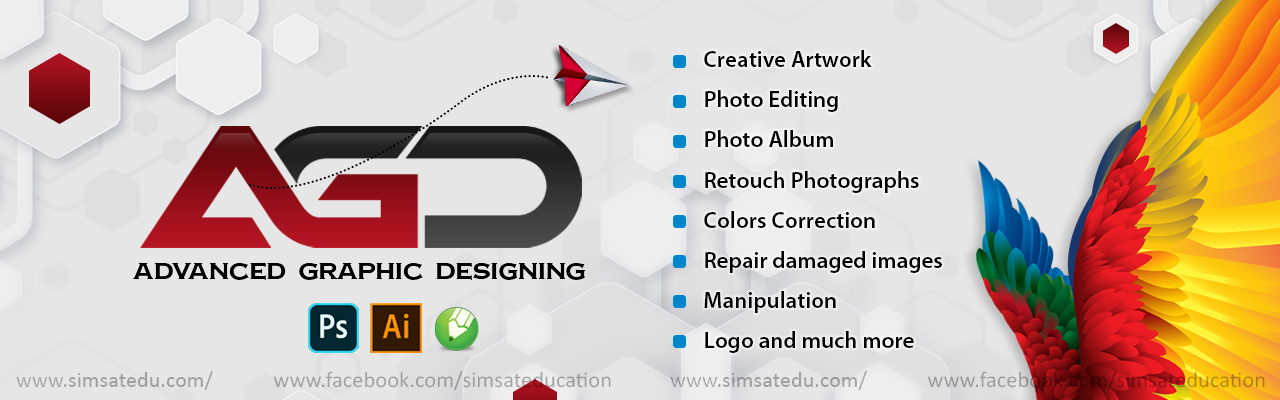 AGD
ADVANCED GRAPHIC DESIGNING
Ps Ai
Creative Artwork
Photo Editing
Photo Album
Retouch Photographs
Colors Correction
Repair damaged images
Manipulation
Logo and much more
www.simsatedu.com/ www.facebook.com/simsateducation www.simsatedu.com/ www.facebook.com/simsateducation